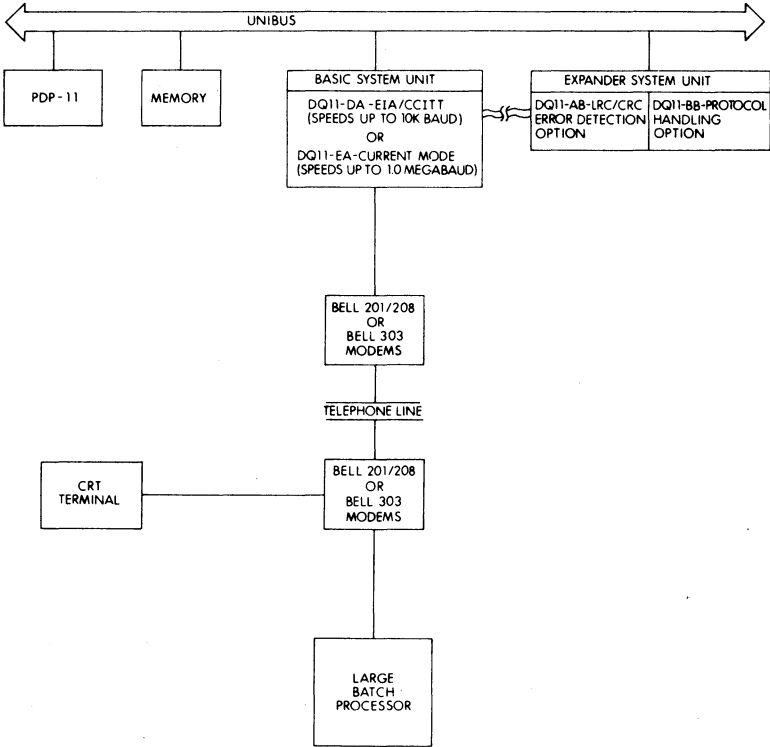 UNIBUS
PDP-11
MEMORY
BASIC SYSTEM UNIT
DQ11-DA-EIA/CCITT
(SPEEDS UP TO 10K BAUD)
OR
DQ11-EA-CURRENT MODE
(SPEEDS UP TO 1.0 MEGABAUD)
EXPANDER SYSTEM UNIT
DQ11-AB-LRC/CRC
ERROR DETECTION
OPTION
DQ11-BB-PROTOCOL
HANDLING
OPTION
BELL 201/208
OR
BELL 303
MODEMS
TELEPHONE LINE
CRT
TERMINAL
BELL 201/208
OR
BELL 303
MODEMS
LARGE
BATCH
PROCESSOR